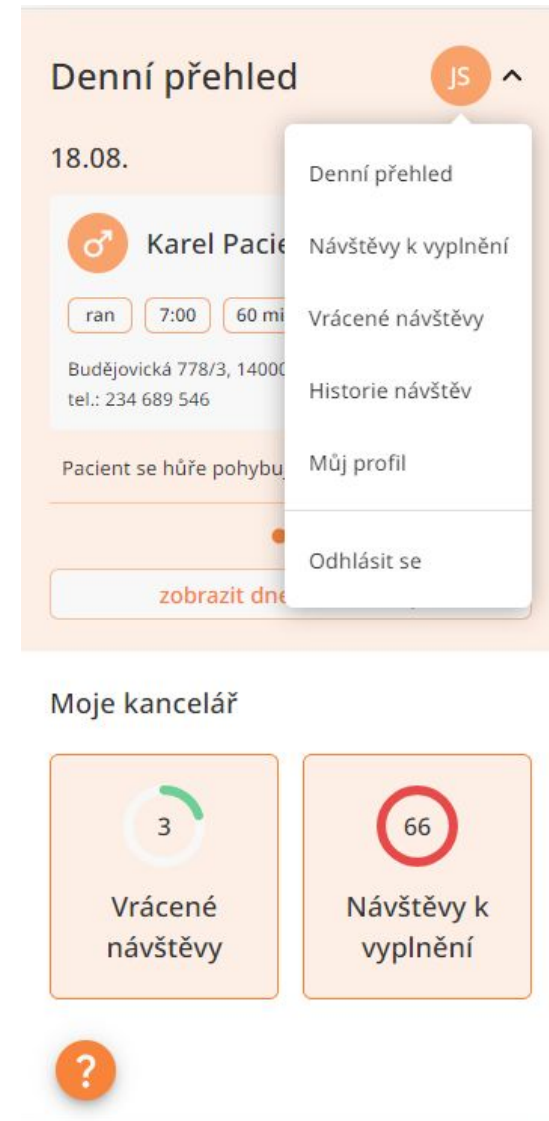 Denní přehled
JS
18.08.
Karel Pacie
ran
7:00
60 mi
Budějovická 778/3, 14000
tel.: 234 689 546
Pacient se hůře pohybuj
zobrazit dne
Denní přehled
Návštěvy k vyplnění
Vrácené návštěvy
Historie návštěv
Můj profil
Odhlásit se
Moje kancelář
3
Vrácené
návštěvy
66
Návštěvy k
vyplnění
?